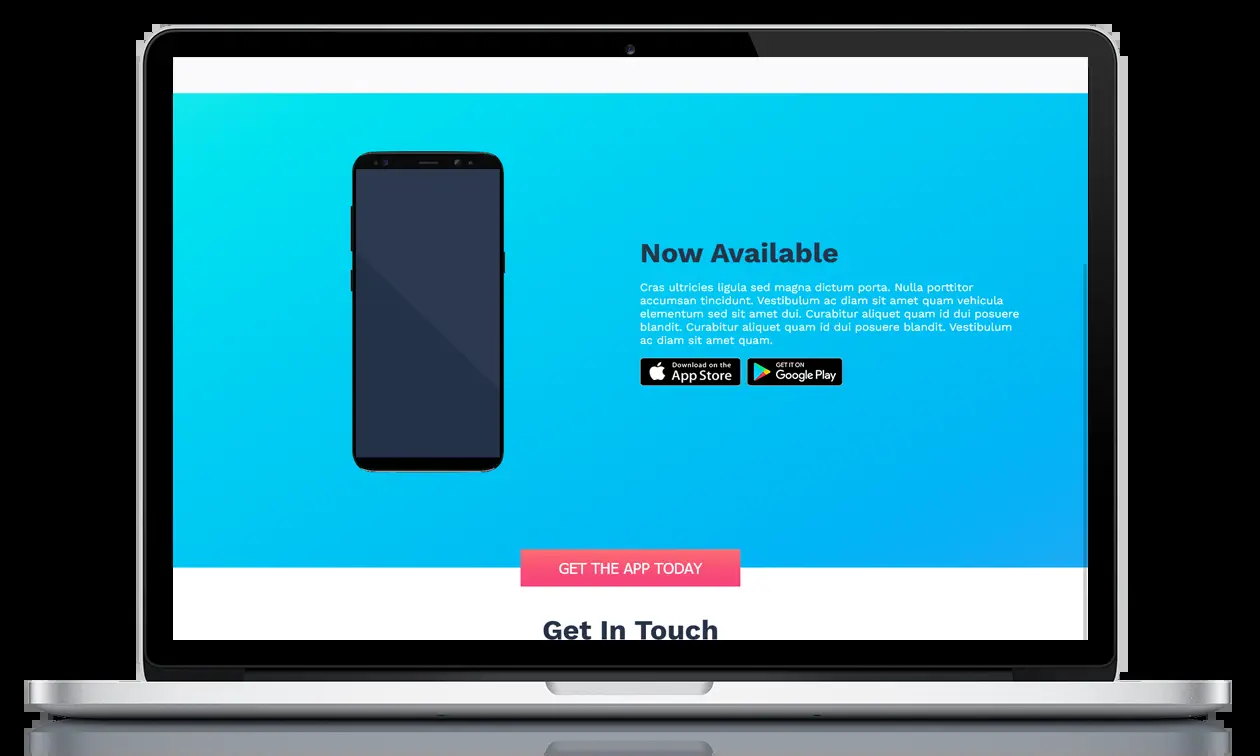 Now Available
Cras ultricies ligula sed magna dictum porta. Nulla porttitor
accumsan tincidunt. Vestibulum ac diam sit amet quam vehicula
elementum sed sit amet dui. Curabitur aliquet quam id dui posuere
blandit. Curabitur aliquet quam id dui posuere blandit. Vestibulum
ac diam sit amet quam.
Download on the
App Store
GET IT ON
Google Play
GET THE APP TODAY
Get In Touch